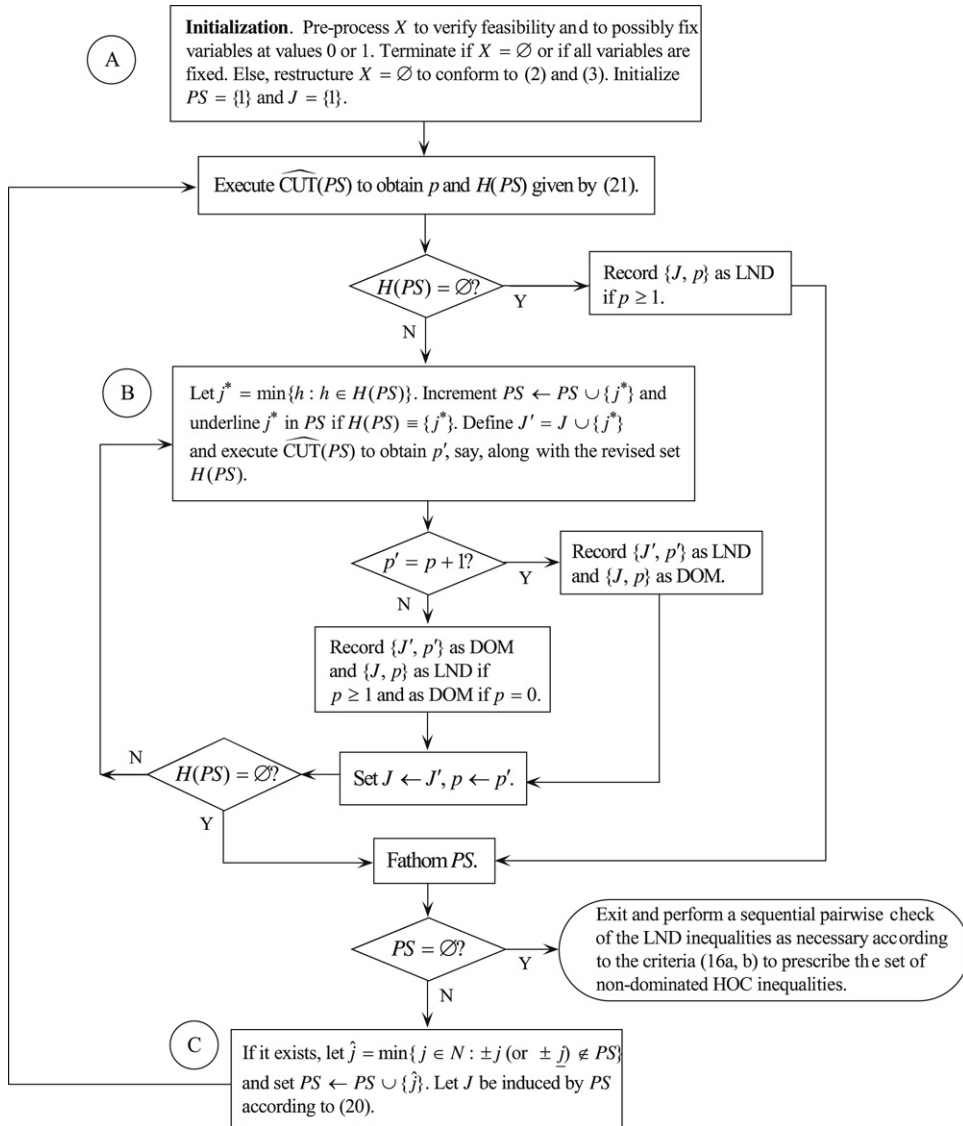 A
Initialization. Pre-process X to verify feasibility and to possibly fix
variables at values 0 or 1. Terminate if X = ∅ or if all variables are
fixed. Else, restructure X = ∅ to conform to (2) and (3). Initialize
PS = {1} and J = {1}.
Execute \widehat{CUT}(PS) to obtain p and H(PS) given by (21).
H(PS) = ∅?
Y
Record {J, p} as LND
if p ≥ 1.
N
B
Let j* = min{h : h ∈ H(PS)}. Increment PS ← PS ∪ {j*} and
underline j* in PS if H(PS) ≡ {j*}. Define J′ = J ∪ {j*}
and execute \widehat{CUT}(PS) to obtain p′, say, along with the revised set
H(PS).
p′ = p + 1?
Y
Record {J′, p′} as LND
and {J, p} as DOM.
N
Record {J′, p′} as DOM
and {J, p} as LND if
p ≥ 1 and as DOM if p = 0.
N
H(PS) = ∅?
Set J ← J′, p ← p′.
Y
Fathom PS.
PS = ∅?
Y
Exit and perform a sequential pairwise check
of the LND inequalities as necessary according
to the criteria (16a, b) to prescribe the set of
non-dominated HOC inequalities.
N
C
If it exists, let ĵ = min{ j ∈ N : ± j (or ± j̲) ∉ PS}
and set PS ← PS ∪ {ĵ}. Let J be induced by PS
according to (20).